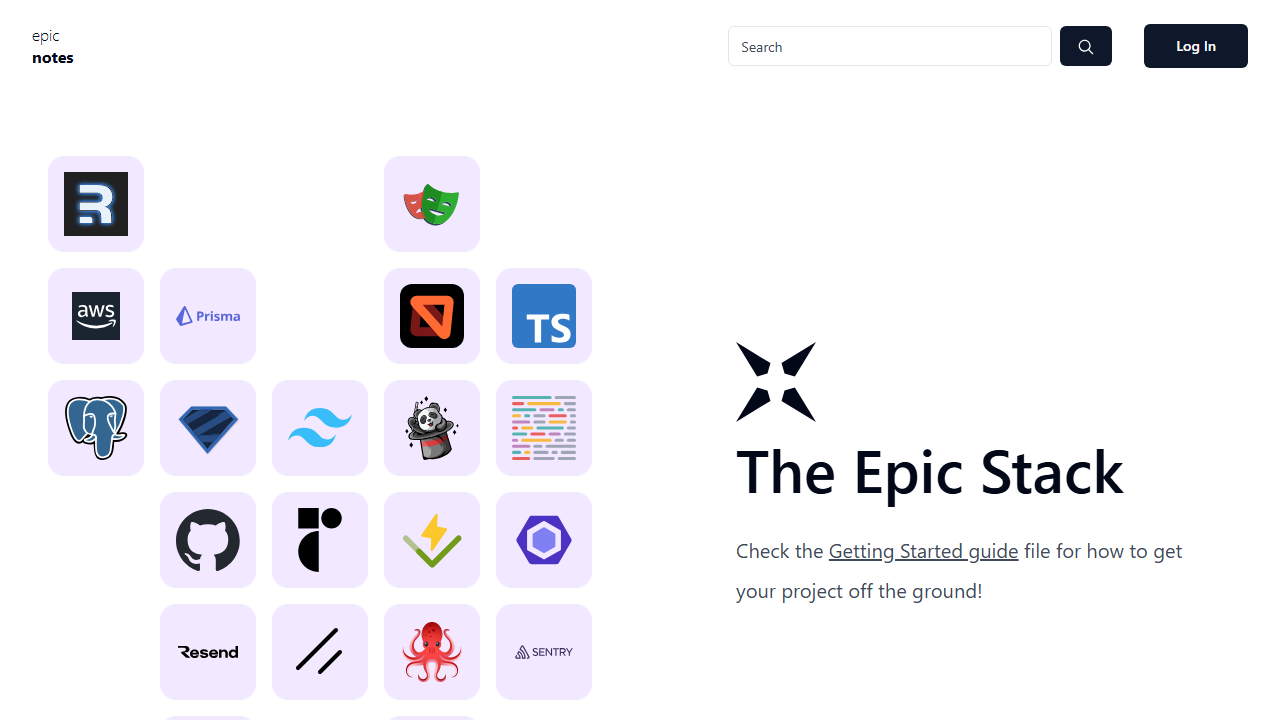 epic
notes
Search
Log In
aws
Prisma
TS
The Epic Stack
Check the Getting Started guide file for how to get
your project off the ground!
Resend
SENTRY